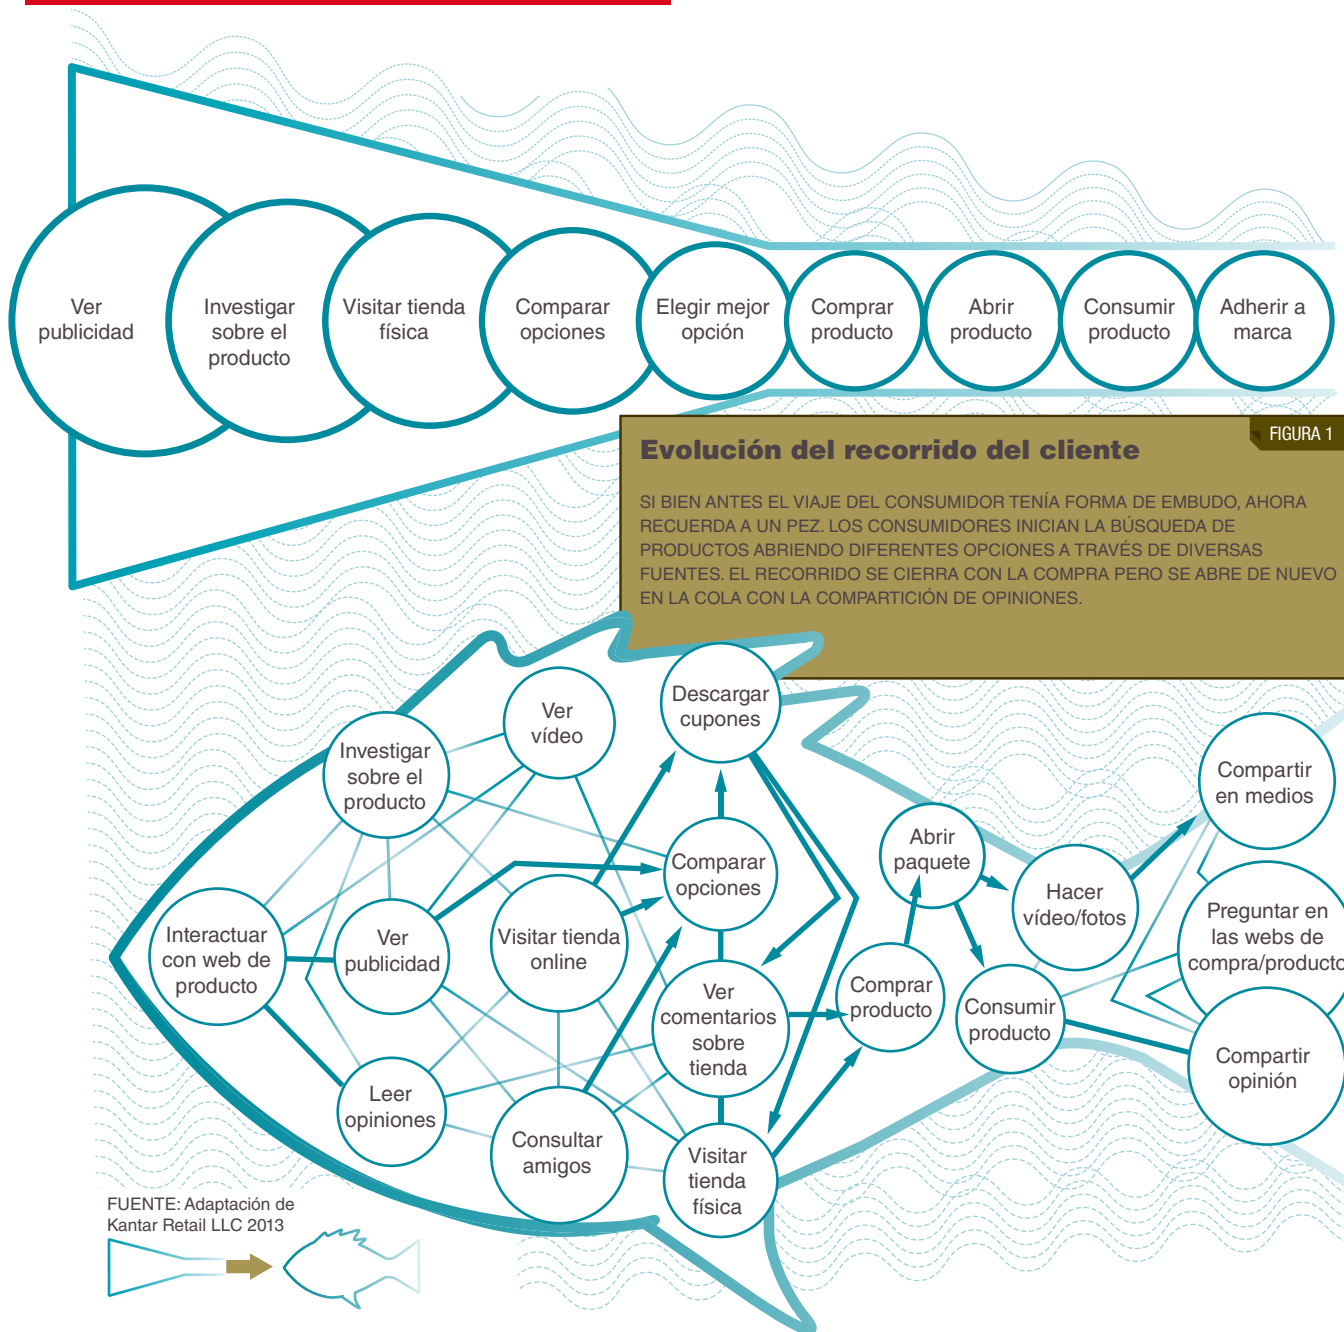 Ver
publicidad
Investigar
sobre el
producto
Visitar tienda
física
Comparar
opciones
Elegir mejor
opción
Comprar
producto
Abrir
producto
Consumir
producto
Adherir a
marca
FIGURA 1
Evolución del recorrido del cliente
SI BIEN ANTES EL VIAJE DEL CONSUMIDOR TENÍA FORMA DE EMBUDO, AHORA
RECUERDA A UN PEZ. LOS CONSUMIDORES INICIAN LA BÚSQUEDA DE
PRODUCTOS ABRIENDO DIFERENTES OPCIONES A TRAVÉS DE DIVERSAS
FUENTES. EL RECORRIDO SE CIERRA CON LA COMPRA PERO SE ABRE DE NUEVO
EN LA COLA CON LA COMPARTICIÓN DE OPINIONES.
Interactuar
con web de
producto
Investigar
sobre el
producto
Ver
publicidad
Leer
opiniones
Ver
vídeo
Visitar tienda
online
Consultar
amigos
Descargar
cupones
Comparar
opciones
Ver
comentarios
sobre
tienda
Visitar
tienda
física
Comprar
producto
Abrir
paquete
Consumir
producto
Hacer
vídeo/fotos
Compartir
en medios
Preguntar en
las webs de
compra/producto
Compartir
opinión
FUENTE: Adaptación de
Kantar Retail LLC 2013